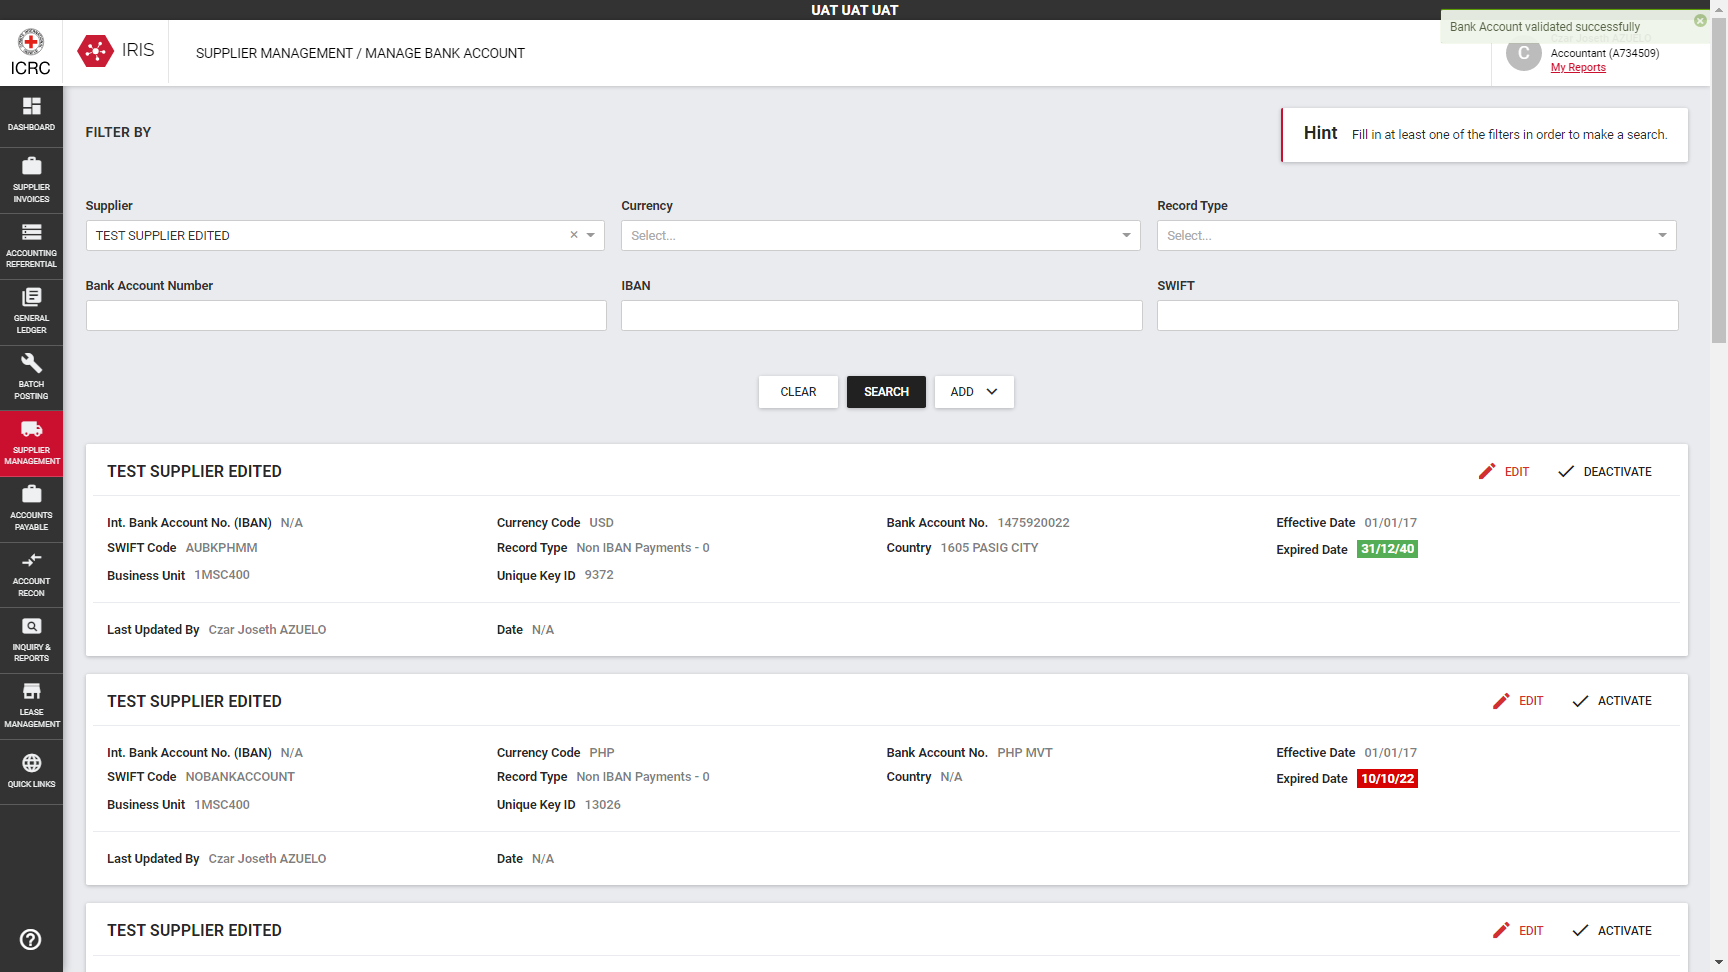 UAT UAT UAT
Bank Account validated successfully
ICRC
IRIS
SUPPLIER MANAGEMENT / MANAGE BANK ACCOUNT
C
Czar Joseth AZUELO
Accountant (A734509)
My Reports
DASHBOARD
SUPPLIER
INVOICES
ACCOUNTING
REFERENTIAL
GENERAL
LEDGER
BATCH
POSTING
SUPPLIER
MANAGEMENT
ACCOUNTS
PAYABLE
ACCOUNT
RECON
INQUIRY &
REPORTS
LEASE
MANAGEMENT
QUICK LINKS
FILTER BY
Hint Fill in at least one of the filters in order to make a search.
Supplier Currency Record Type
TEST SUPPLIER EDITED Select... Select...
Bank Account Number IBAN SWIFT
CLEAR SEARCH ADD
TEST SUPPLIER EDITED EDIT DEACTIVATE
Int. Bank Account No. (IBAN) N/A Currency Code USD Bank Account No. 1475920022 Effective Date 01/01/17
SWIFT Code AUBKPHMM Record Type Non IBAN Payments - 0 Country 1605 PASIG CITY Expired Date 31/12/40
Business Unit 1MSC400 Unique Key ID 9372
Last Updated By Czar Joseth AZUELO Date N/A
TEST SUPPLIER EDITED EDIT ACTIVATE
Int. Bank Account No. (IBAN) N/A Currency Code PHP Bank Account No. PHP MVT Effective Date 01/01/17
SWIFT Code NOBANKACCOUNT Record Type Non IBAN Payments - 0 Country N/A Expired Date 10/10/22
Business Unit 1MSC400 Unique Key ID 13026
Last Updated By Czar Joseth AZUELO Date N/A
TEST SUPPLIER EDITED EDIT ACTIVATE